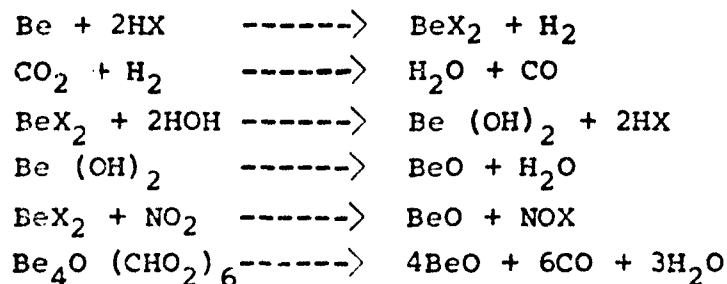 Be + 2HX ------> BeX₂ + H₂
CO₂ + H₂ ------> H₂O + CO
BeX₂ + 2HOH ------> Be (OH)₂ + 2HX
Be (OH)₂ ------> BeO + H₂O
BeX₂ + NO₂ ------> BeO + NOX
Be₄O (CHO₂)₆ ------> 4BeO + 6CO + 3H₂O